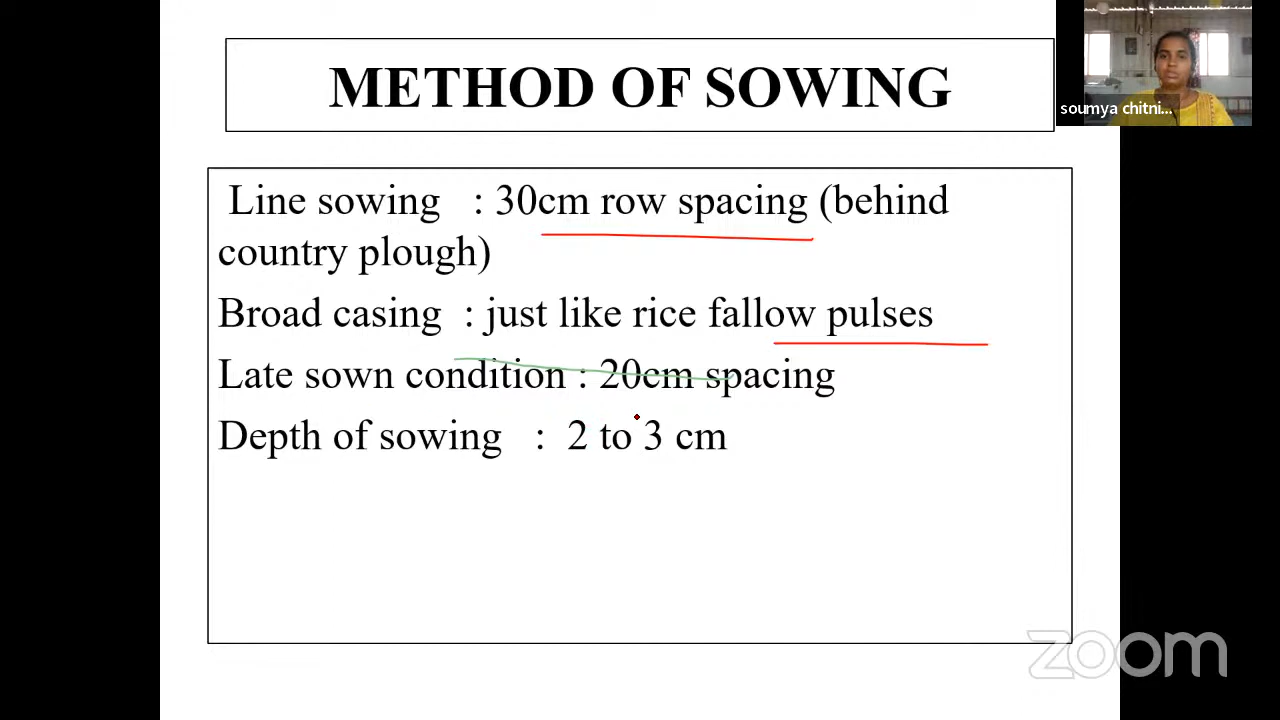 METHOD OF SOWING
soumya chitni...
Line sowing : 30cm row spacing (behind
country plough)
Broad casing : just like rice fallow pulses
Late sown condition : 20cm spacing
Depth of sowing : 2 to 3 cm
zoom